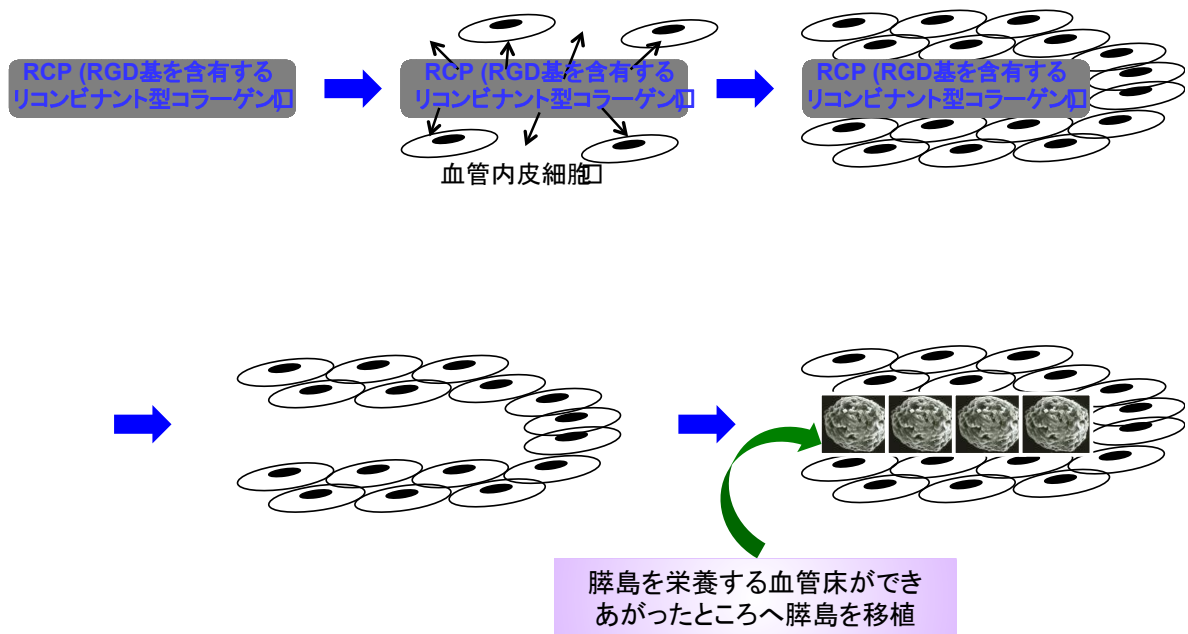 RCP (RGD基を含有する
リコンビナント型コラーゲン)
RCP (RGD基を含有する
リコンビナント型コラーゲン)
RCP (RGD基を含有する
リコンビナント型コラーゲン)
血管内皮細胞
膵島を栄養する血管床ができ
あがったところへ膵島を移植